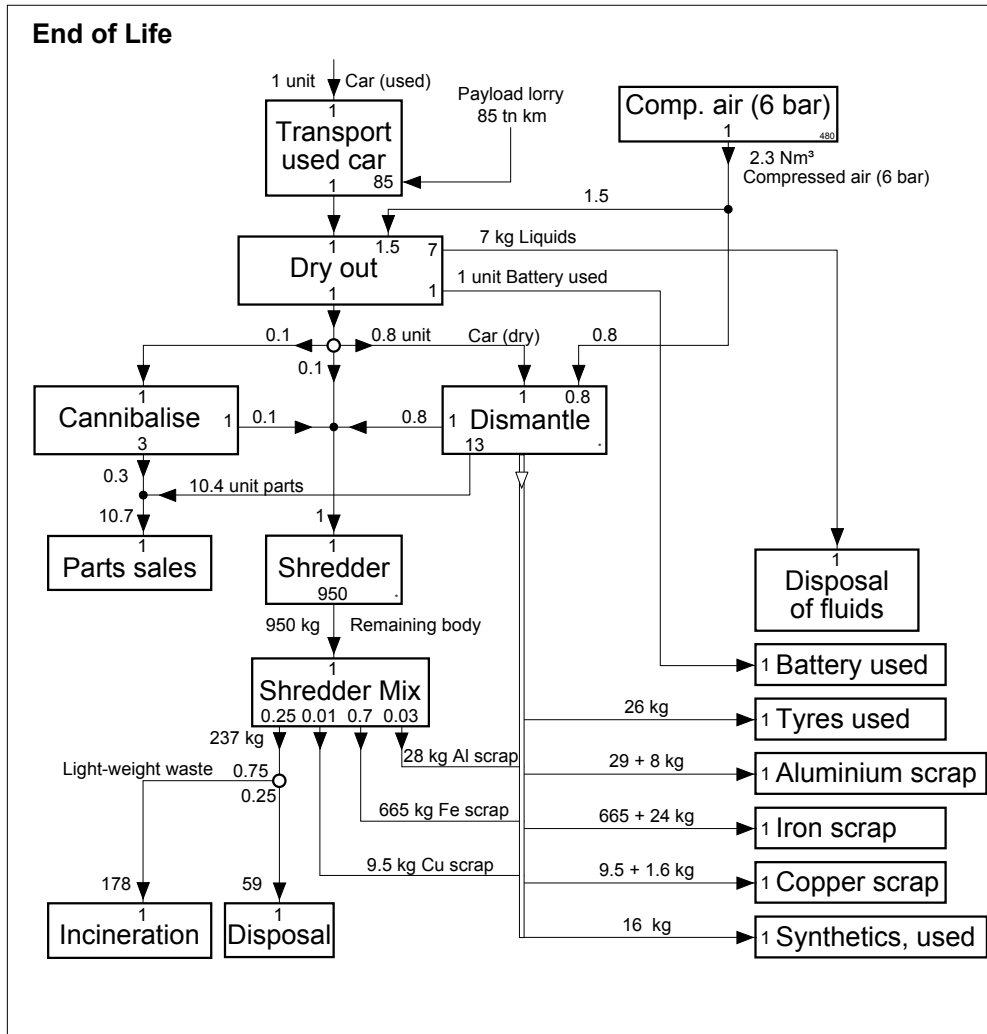 End of Life
1 unit
Car (used)
1
Transport
used car
1
85
Payload lorry
85 tn km
Comp. air (6 bar)
1
480
2.3 Nm³
Compressed air (6 bar)
1.5
1
1.5
7
Dry out
1
1
7 kg Liquids
1 unit Battery used
0.1
0.8 unit
Car (dry)
0.8
0.1
1
Cannibalise
1
3
0.1
0.8
1
0.8
1
Dismantle
13
0.3
10.4 unit parts
10.7
1
Parts sales
1
1
Shredder
950
1
Disposal
of fluids
950 kg
Remaining body
1
Shredder Mix
0.25
0.01
0.7
0.03
1 Battery used
26 kg
1 Tyres used
237 kg
28 kg Al scrap
Light-weight waste
0.75
0.25
29 + 8 kg
1 Aluminium scrap
665 kg Fe scrap
665 + 24 kg
1 Iron scrap
9.5 kg Cu scrap
9.5 + 1.6 kg
1 Copper scrap
178
59
1
Incineration
1
Disposal
16 kg
1 Synthetics, used